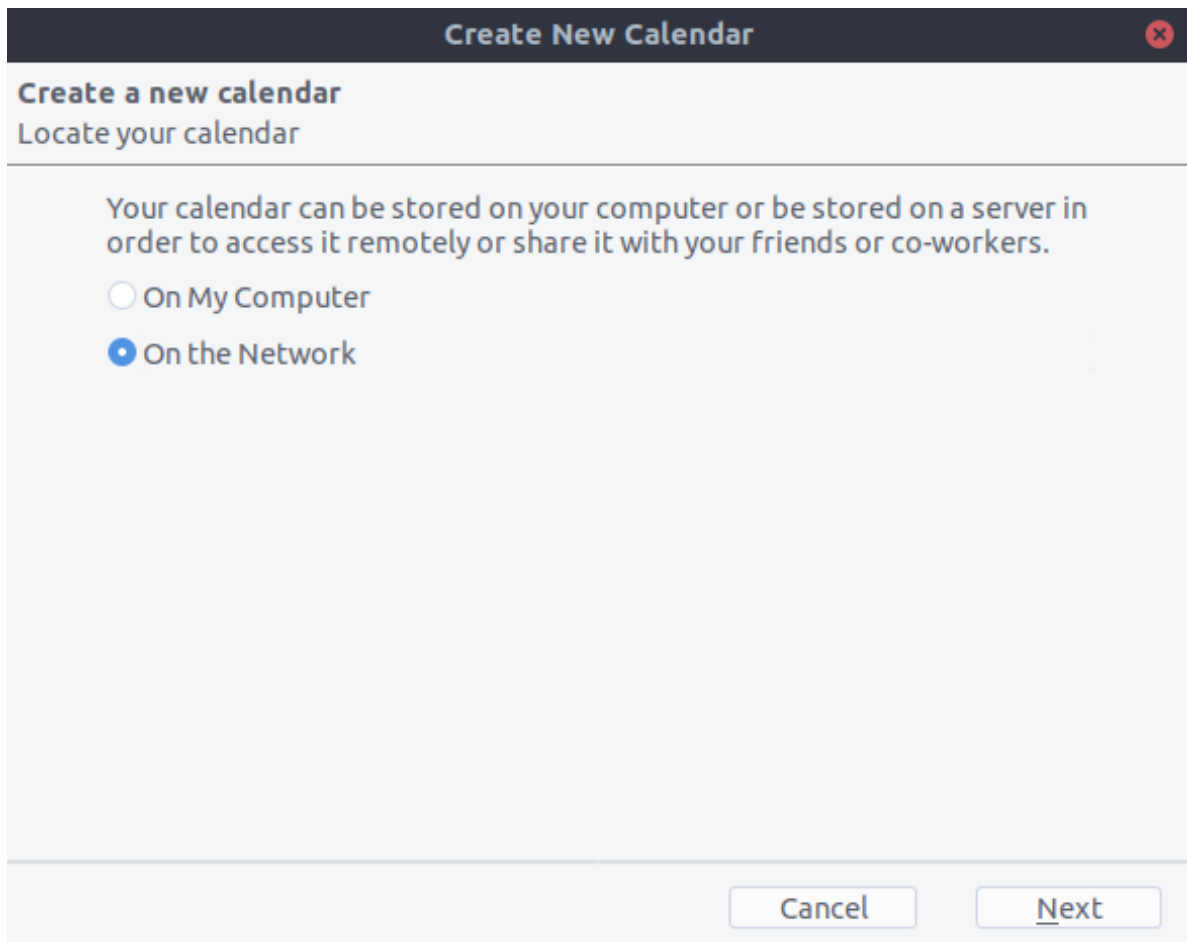 Create New Calendar
Create a new calendar
Locate your calendar
Your calendar can be stored on your computer or be stored on a server in
order to access it remotely or share it with your friends or co-workers.
On My Computer
On the Network
Cancel
Next